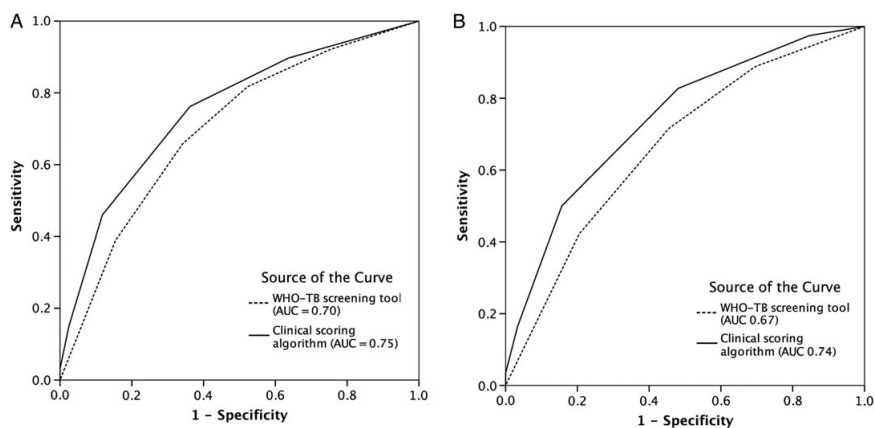 A
1.0
0.8
0.6
0.4
0.2
0.0
Sensitivity
0.0 0.2 0.4 0.6 0.8 1.0
1 – Specificity
Source of the Curve
WHO–TB screening tool
(AUC = 0.70)
Clinical scoring
algorithm (AUC = 0.75)
B
1.0
0.8
0.6
0.4
0.2
0.0
Sensitivity
0.0 0.2 0.4 0.6 0.8 1.0
1 – Specificity
Source of the Curve
WHO–TB screening tool
(AUC 0.67)
Clinical scoring
algorithm (AUC 0.74)